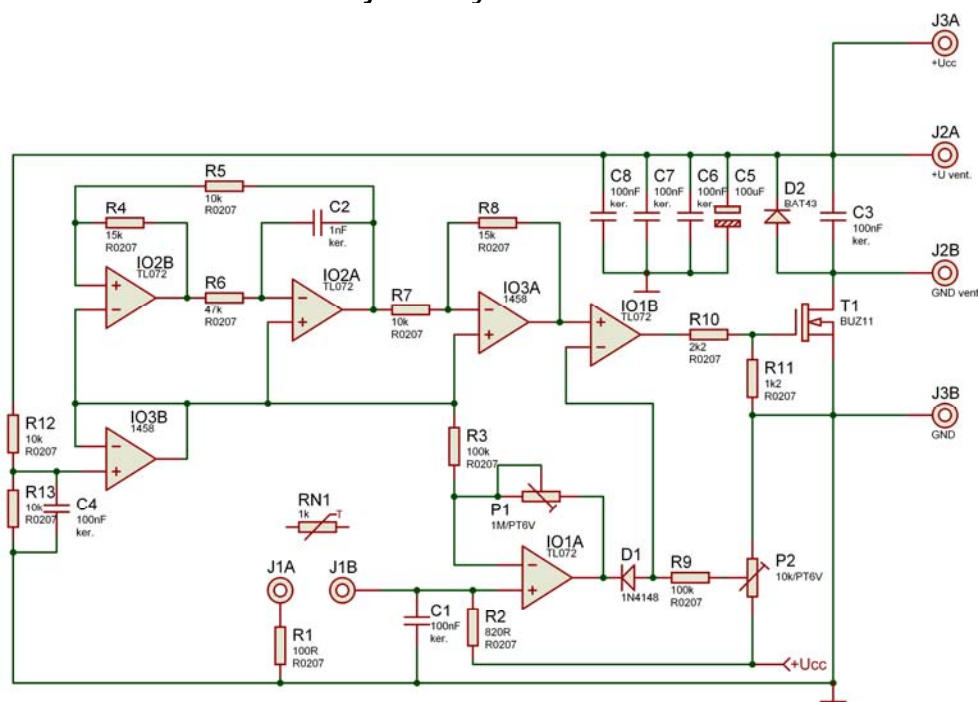 J3A
+Ucc
J2A
+U vent.
R5
10k
R0207
C8
100nF
ker.
C7
100nF
ker.
C6
100nF
ker.
C5
100uF
D2
BAT43
C3
100nF
ker.
R4
15k
R0207
C2
1nF
ker.
R8
15k
R0207
IO2B
TL072
R6
47k
R0207
IO2A
TL072
R7
10k
R0207
IO3A
1458
IO1B
TL072
R10
2k2
R0207
J2B
GND vent
T1
BUZ11
R11
1k2
R0207
J3B
GND
R12
10k
R0207
IO3B
1458
R3
100k
R0207
R13
10k
R0207
C4
100nF
ker.
RN1
1k
T
P1
1M/PT6V
IO1A
TL072
D1
1N4148
R9
100k
R0207
P2
10k/PT6V
J1A
J1B
C1
100nF
ker.
R2
820R
R0207
R1
100R
R0207
+Ucc